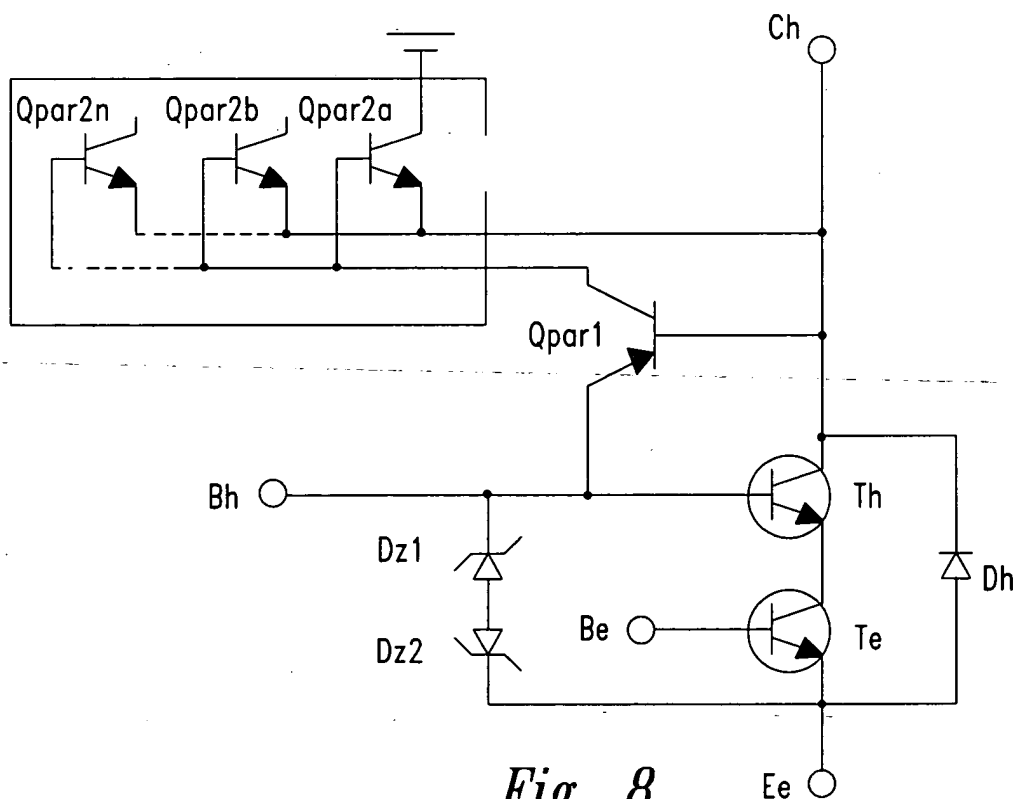 Ch
Qpar2n Qpar2b Qpar2a
Qpar1
Bh
Th
Dz1
Dh
Be
Te
Dz2
Fig. 8
Ee